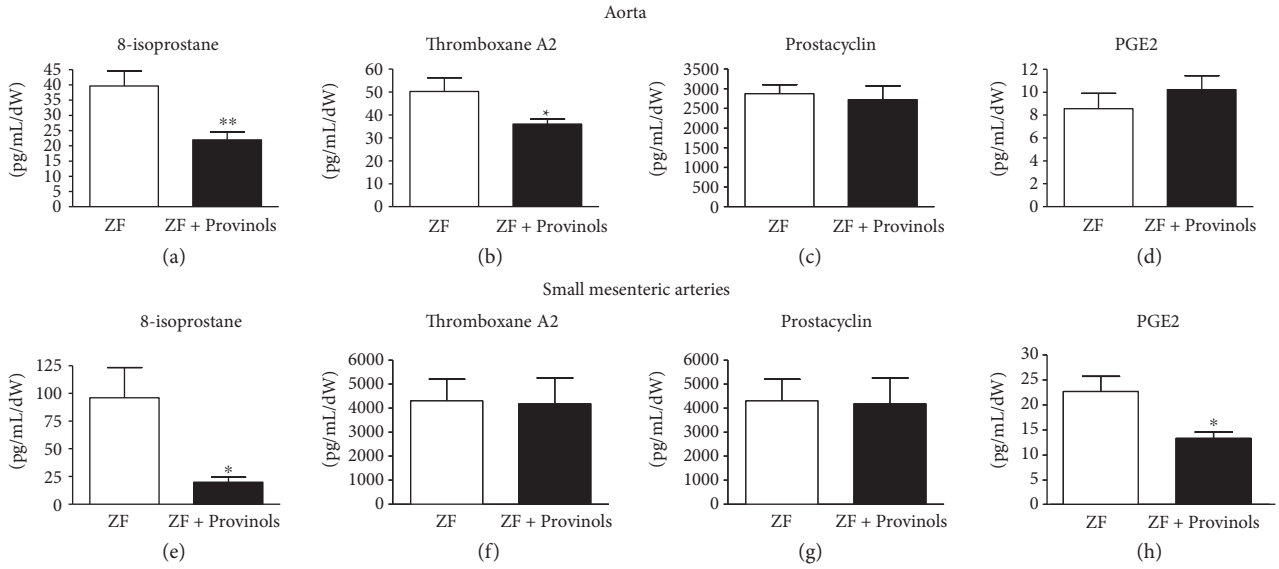 Aorta
8-isoprostane
(pg/mL/dW)
45
40
35
30
25
20
15
10
5
0
**
ZF
ZF + Provinols
(a)
Thromboxane A2
(pg/mL/dW)
60
50
40
30
20
10
0
*
ZF
ZF + Provinols
(b)
Prostacyclin
(pg/mL/dW)
3500
3000
2500
2000
1500
1000
500
0
ZF
ZF + Provinols
(c)
PGE2
(pg/mL/dW)
12
10
8
6
4
2
0
ZF
ZF + Provinols
(d)
Small mesenteric arteries
8-isoprostane
(pg/mL/dW)
125
100
75
50
25
0
*
ZF
ZF + Provinols
(e)
Thromboxane A2
(pg/mL/dW)
6000
5000
4000
3000
2000
1000
0
ZF
ZF + Provinols
(f)
Prostacyclin
(pg/mL/dW)
6000
5000
4000
3000
2000
1000
0
ZF
ZF + Provinols
(g)
PGE2
(pg/mL/dW)
30
25
20
15
10
5
0
*
ZF
ZF + Provinols
(h)